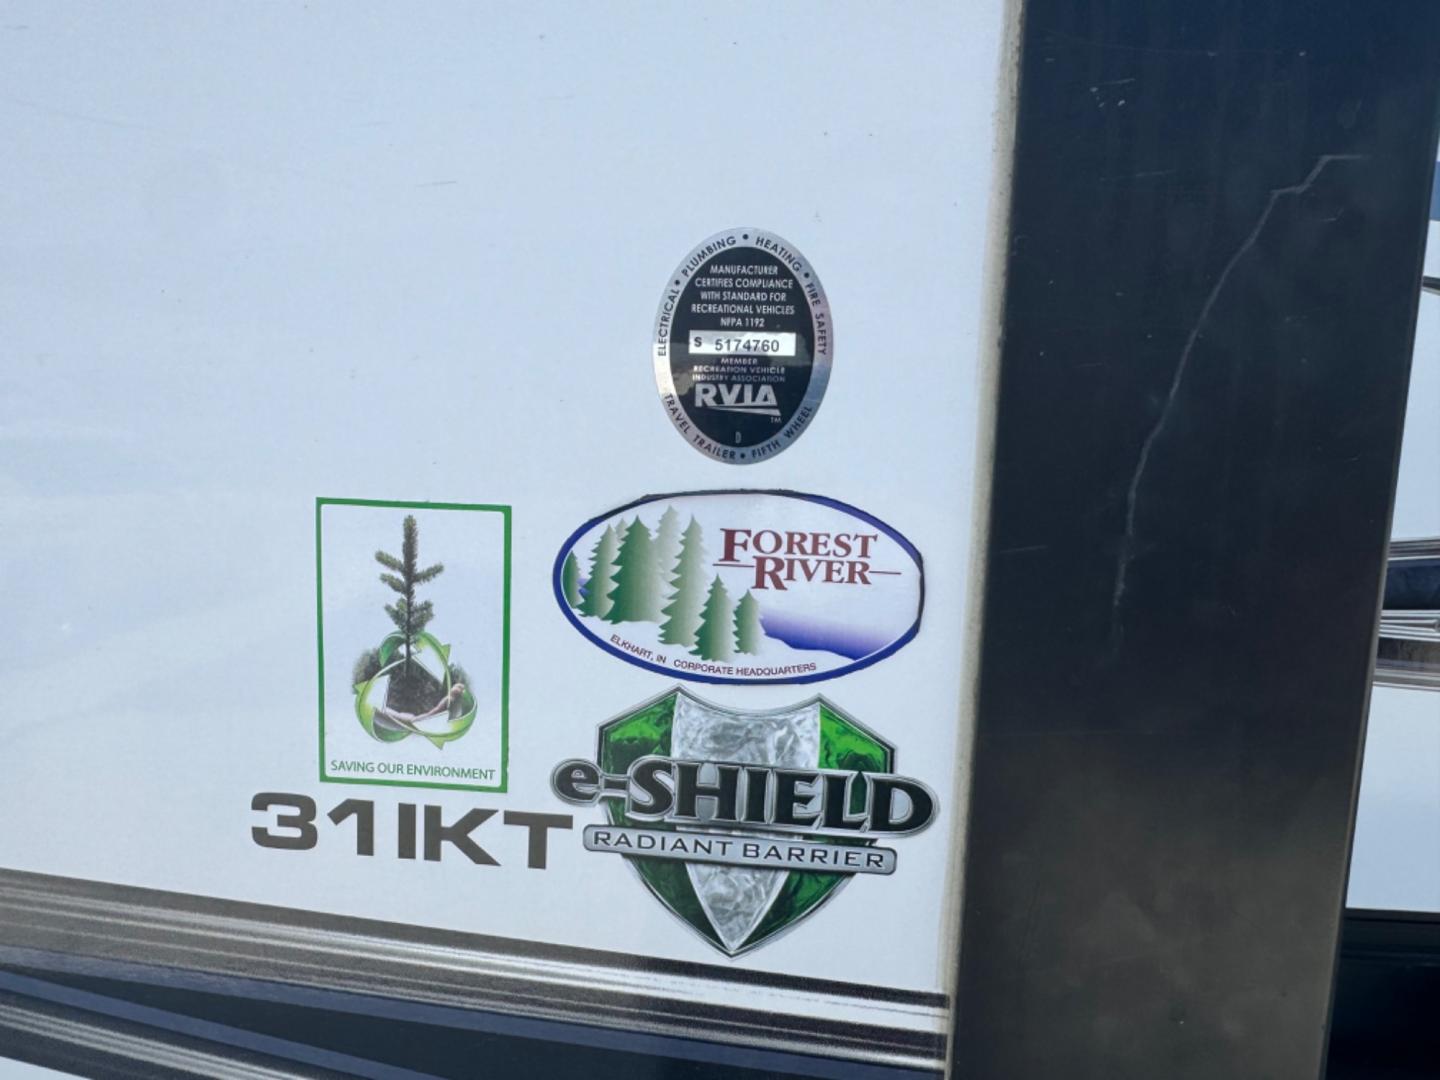 ELECTRICAL • PLUMBING • HEATING • FIRE SAFETY
MANUFACTURER
CERTIFIES COMPLIANCE
WITH STANDARD FOR
RECREATIONAL VEHICLES
NFPA 1192
S 5174760
MEMBER
RECREATION VEHICLE
INDUSTRY ASSOCIATION
RVIA
TM
D
TRAVEL TRAILER • FIFTH WHEEL
FOREST
RIVER
ELKHART, IN CORPORATE HEADQUARTERS
SAVING OUR ENVIRONMENT
31IKT
e-SHIELD
RADIANT BARRIER